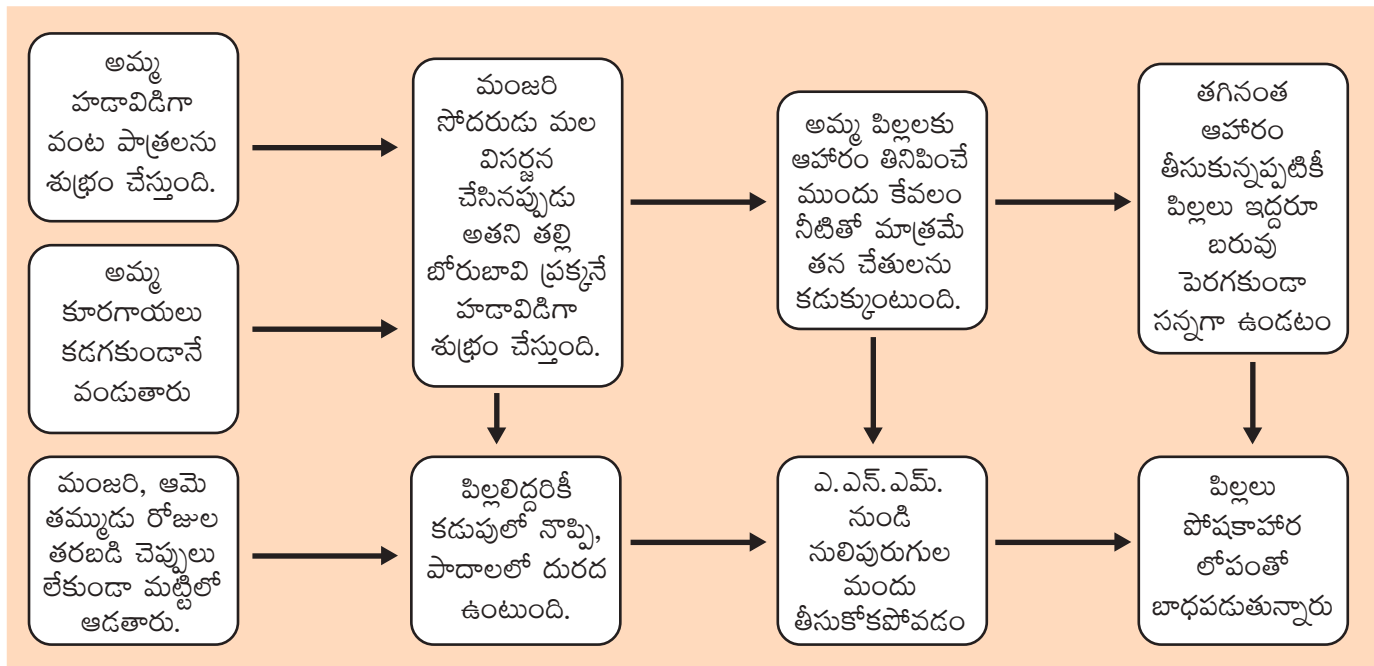 అమ్మ
హడావిడిగా
వంట పాత్రలను
శుభ్రం చేస్తుంది.
అమ్మ
కూరగాయలు
కడగకుండానే
వండుతారు
మంజరి, ఆమె
తమ్ముడు రోజుల
తరబడి చెప్పులు
లేకుండా మట్టిలో
ఆడతారు.
మంజరి
సోదరుడు మల
విసర్జన
చేసినప్పుడు
అతని తల్లి
బోరుబావి ప్రక్కనే
హడావిడిగా
శుభ్రం చేస్తుంది.
పిల్లలిద్దరికీ
కడుపులో నొప్పి,
పాదాలలో దురద
ఉంటుంది.
అమ్మ పిల్లలకు
ఆహారం తినిపించే
ముందు కేవలం
నీటితో మాత్రమే
తన చేతులను
కడుక్కుంటుంది.
ఎ.ఎన్.ఎమ్.
నుండి
నులిపురుగుల
మందు
తీసుకోకపోవడం
తగినంత
ఆహారం
తీసుకున్నప్పటికీ
పిల్లలు ఇద్దరూ
బరువు
పెరగకుండా
సన్నగా ఉండటం
పిల్లలు
పోషకాహార
లోపంతో
బాధపడుతున్నారు